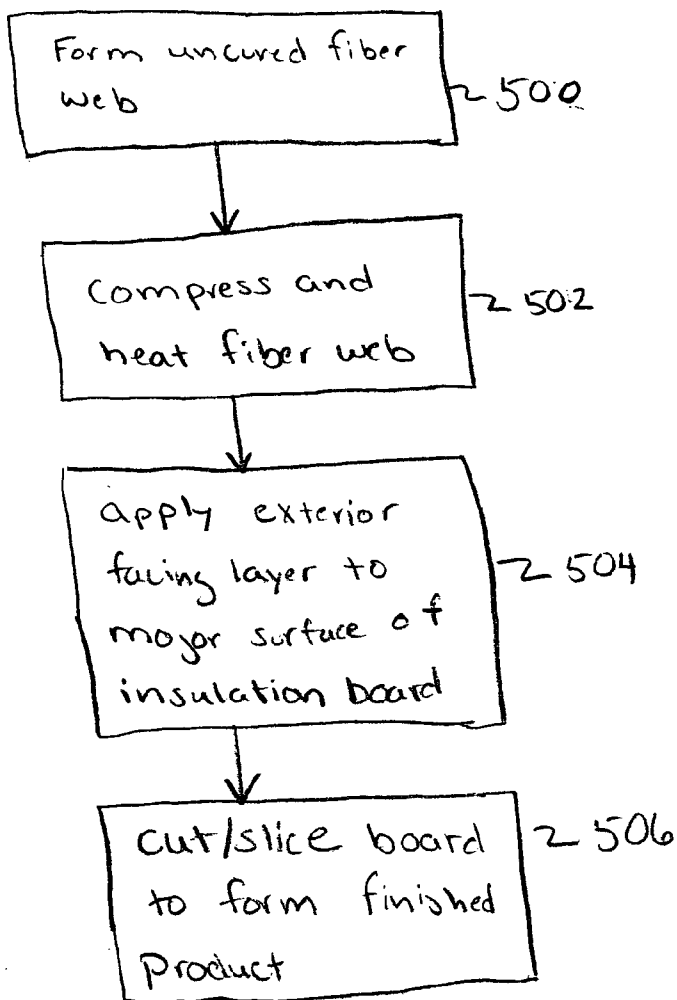 Form uncured fiber
web
500
Compress and
heat fiber web
502
apply exterior
facing layer to
major surface of
insulation board
504
cut/slice board
to form finished
Product
506